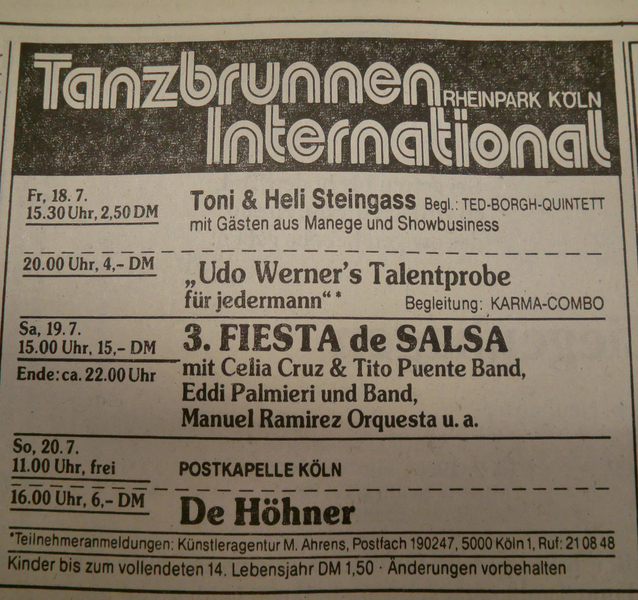 Tanzbrunnen
RHEINPARK KÖLN
International
Fr, 18.7.
15.30 Uhr, 2,50 DM
Toni & Heli Steingass Begl.: TED-BORGH-QUINTETT
mit Gästen aus Manege und Showbusiness
20.00 Uhr, 4,- DM
„Udo Werner's Talentprobe
für jedermann“* Begleitung: KARMA-COMBO
Sa, 19.7.
15.00 Uhr, 15,- DM
Ende: ca. 22.00 Uhr
3. FIESTA de SALSA
mit Celia Cruz & Tito Puente Band,
Eddi Palmieri und Band,
Manuel Ramirez Orquesta u. a.
So, 20.7.
11.00 Uhr, frei
POSTKAPELLE KÖLN
16.00 Uhr, 6,- DM
De Höhner
*Teilnehmeranmeldungen: Künstleragentur M. Ahrens, Postfach 190247, 5000 Köln 1, Ruf: 21 08 48
Kinder bis zum vollendeten 14. Lebensjahr DM 1,50 · Änderungen vorbehalten